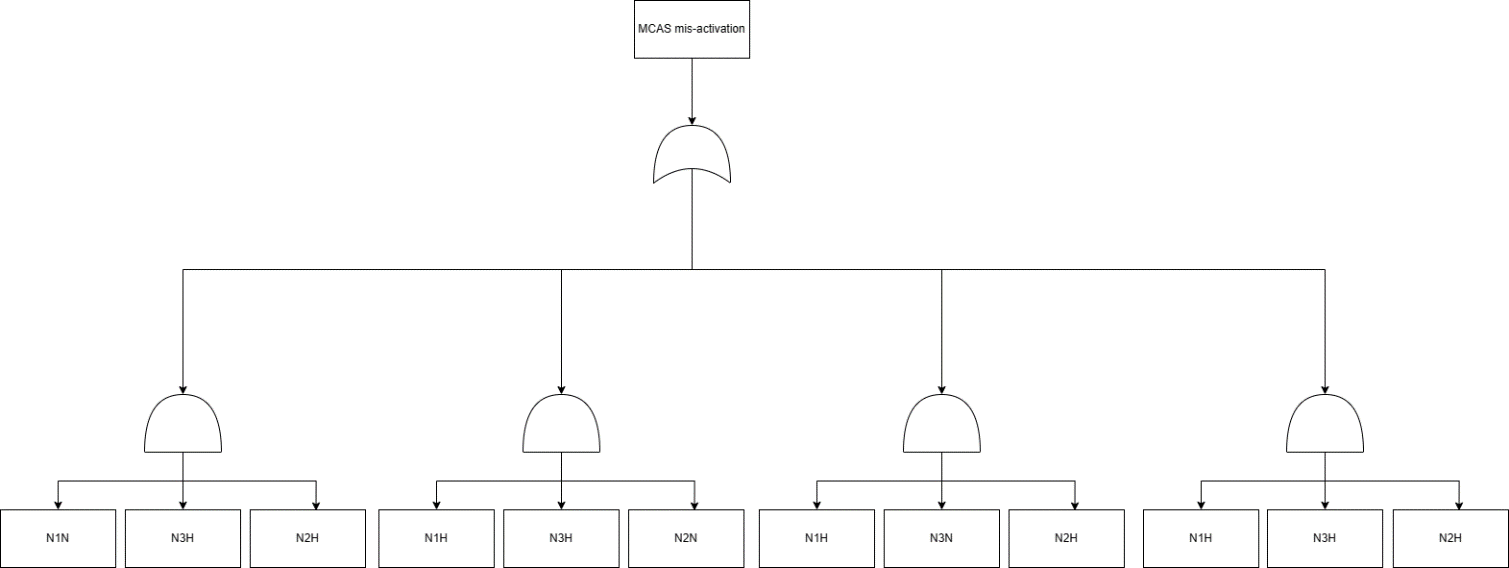 MCAS mis-activation
N1N
N3H
N2H
N1H
N3H
N2N
N1H
N3N
N2H
N1H
N3H
N2H